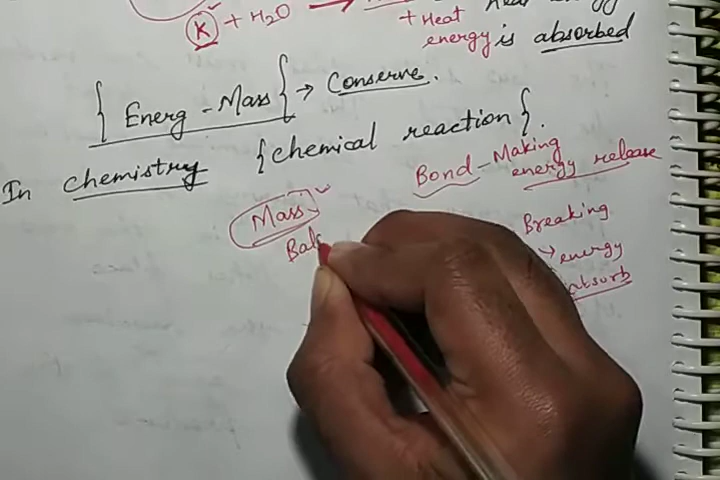 K + H2O →
+ Heat
energy is absorbed
{ Energ - Mass } → Conserve.
In chemistry { chemical reaction }.
Bond - Making
energy release
Mass
Breaking
→ energy
absorb